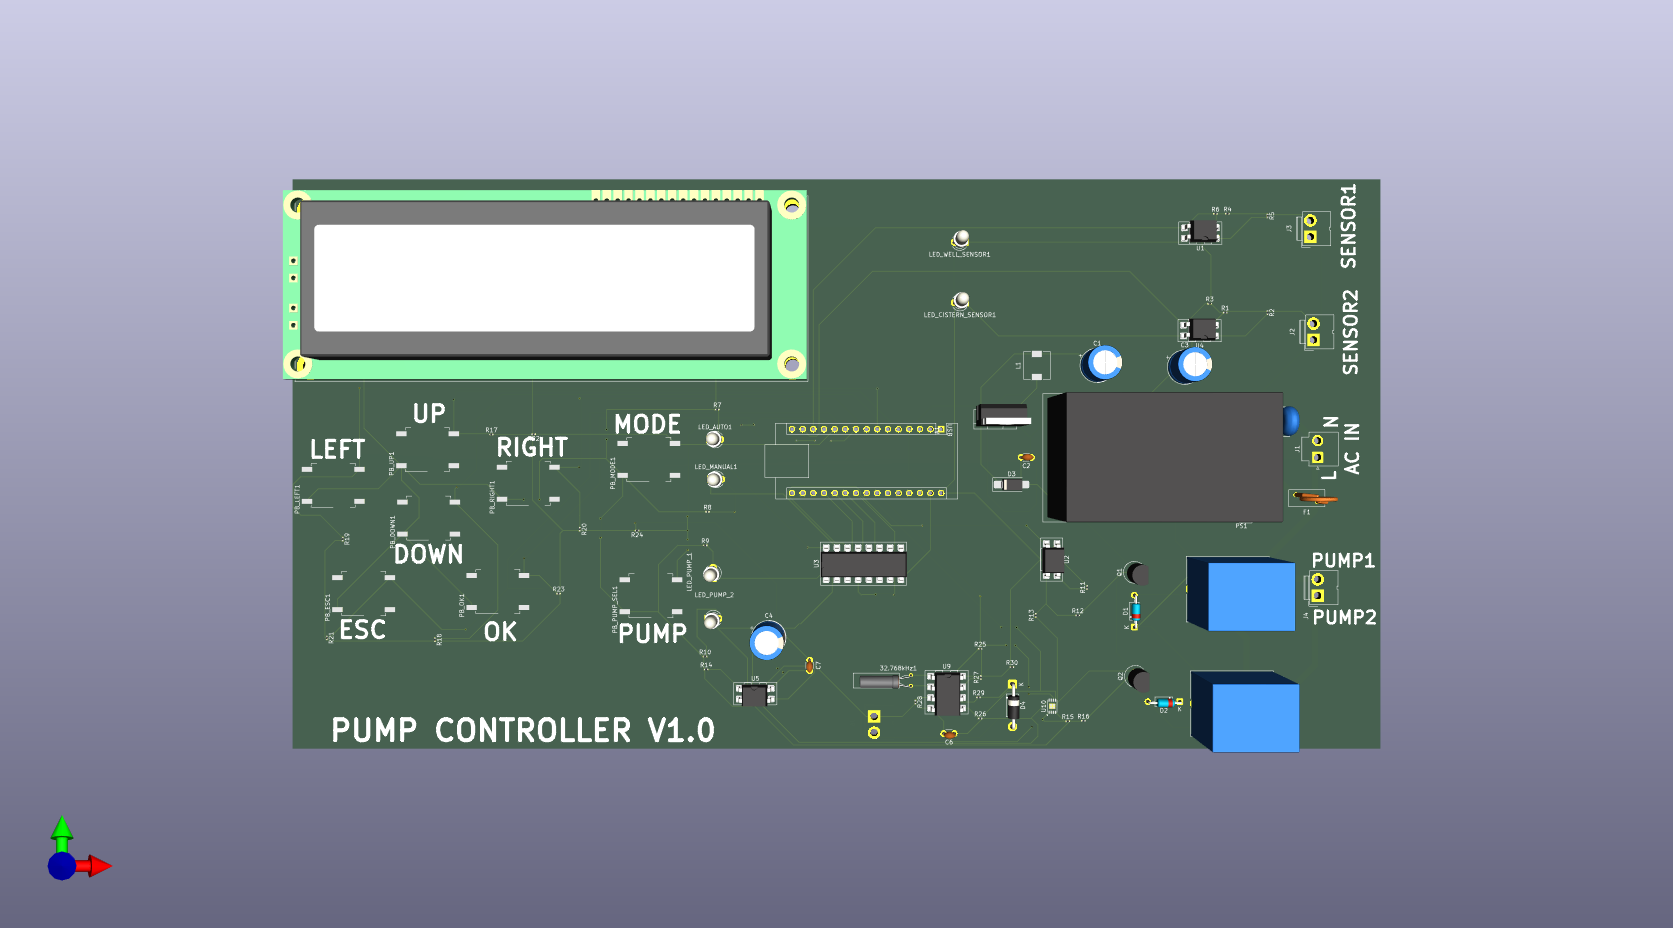 SENSOR1
J3
R6 R4
R5
U1
LED_WELL_SENSOR1
SENSOR2
J2
R3
R1
R2
LED_CISTERN_SENSOR1
C1
C3 U4
L1
R7
UP
MODE
LED_AUTO1
N
AC IN
L
J1
R17
RIGHT
LEFT
PB_UP1
PB_MODE1
LED_MANUAL1
C2
D3
PB_LEFT1
PB_RIGHT1
R8
F1
PS1
PB_DOWN1
R20
R24
R19
R9
DOWN
LED_PUMP_1
U3
U2
Q1
PUMP1
R11
R23
LED_PUMP_2
PB_ESC1
PB_OK1
PB_PUMP_SEL1
D1
K
R13
R12
PUMP2
J4
C4
ESC
OK
PUMP
R21
R18
R10
R14
C7
R25
32.768kHz1
U9
R30
R27
Q2
U5
R28
R29
K
D4
U10
R26
R15 R16
D2
K
PUMP CONTROLLER V1.0
C6